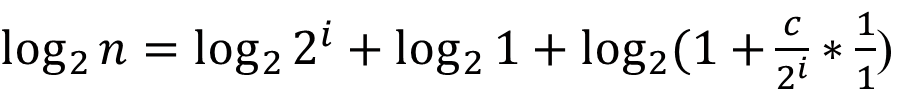 log₂ n = log₂ 2ⁱ + log₂ 1 + log₂(1 + c/2ⁱ * 1/1)